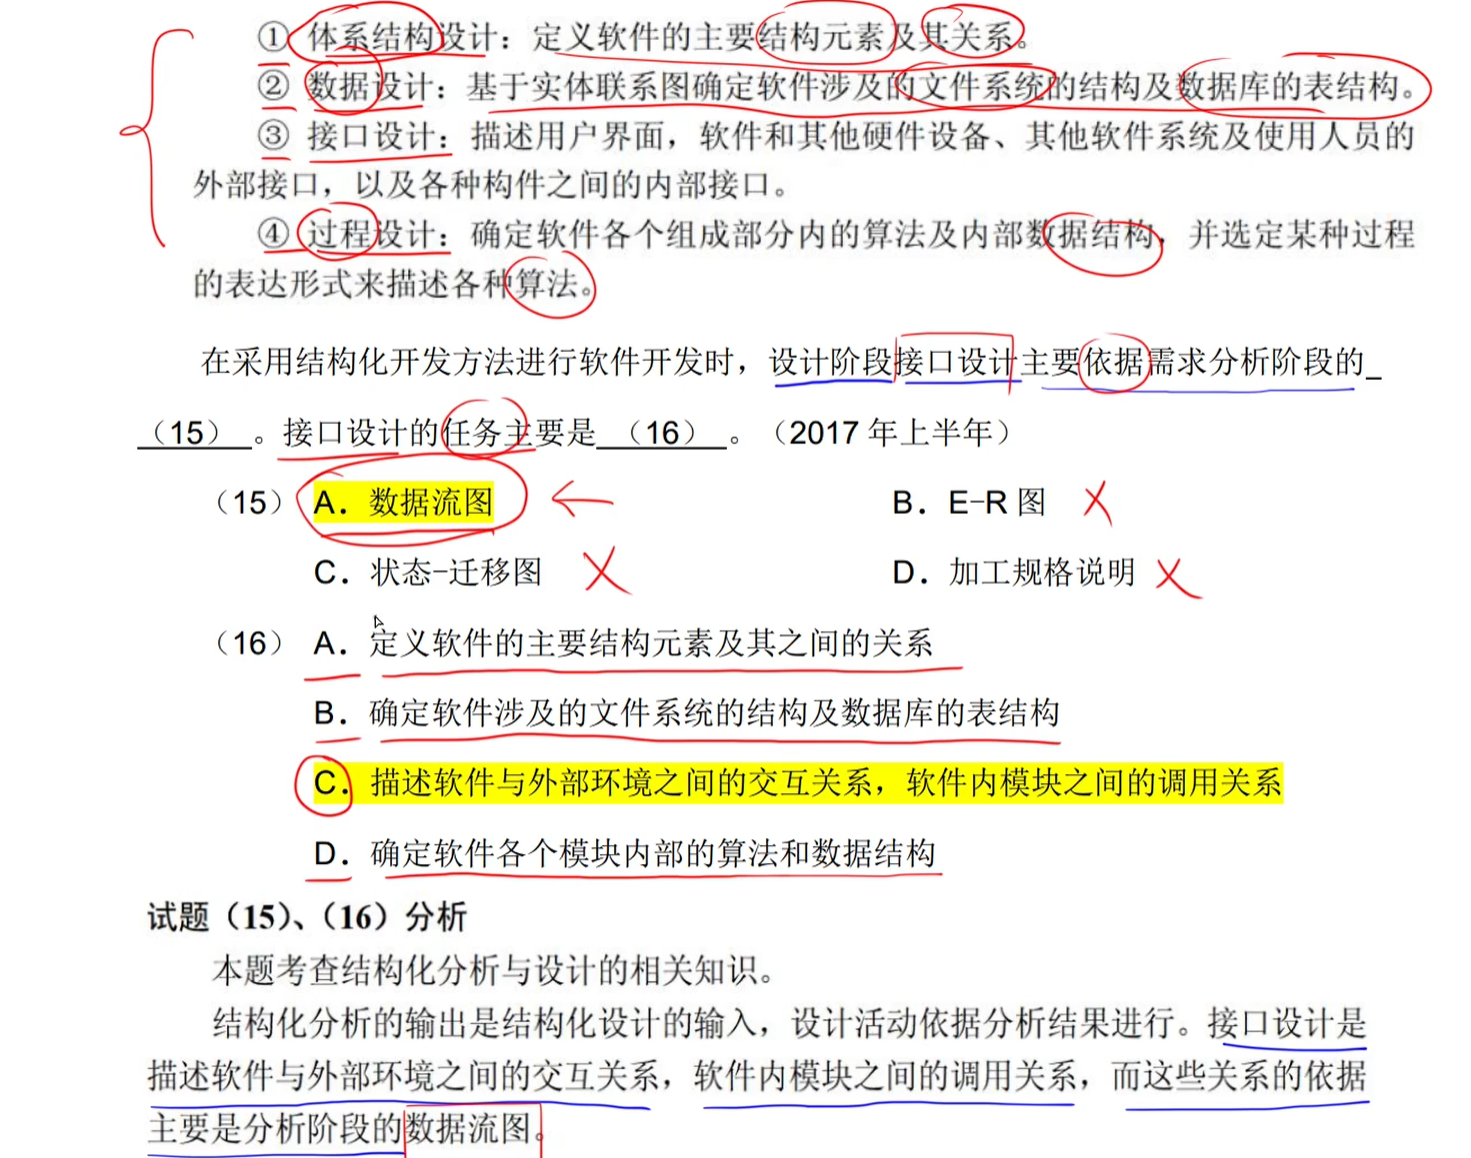 ① 体系结构设计：定义软件的主要结构元素及其关系。
② 数据设计：基于实体联系图确定软件涉及的文件系统的结构及数据库的表结构。
③ 接口设计：描述用户界面，软件和其他硬件设备、其他软件系统及使用人员的
外部接口，以及各种构件之间的内部接口。
④ 过程设计：确定软件各个组成部分内的算法及内部数据结构，并选定某种过程
的表达形式来描述各种算法。
在采用结构化开发方法进行软件开发时，设计阶段接口设计主要依据需求分析阶段的
（15）。接口设计的任务主要是（16）。（2017 年上半年）
（15）A．数据流图 B．E-R 图
C．状态-迁移图 D．加工规格说明
（16）A．定义软件的主要结构元素及其之间的关系
B．确定软件涉及的文件系统的结构及数据库的表结构
C．描述软件与外部环境之间的交互关系，软件内模块之间的调用关系
D．确定软件各个模块内部的算法和数据结构
试题（15）、（16）分析
本题考查结构化分析与设计的相关知识。
结构化分析的输出是结构化设计的输入，设计活动依据分析结果进行。接口设计是
描述软件与外部环境之间的交互关系，软件内模块之间的调用关系，而这些关系的依据
主要是分析阶段的数据流图。